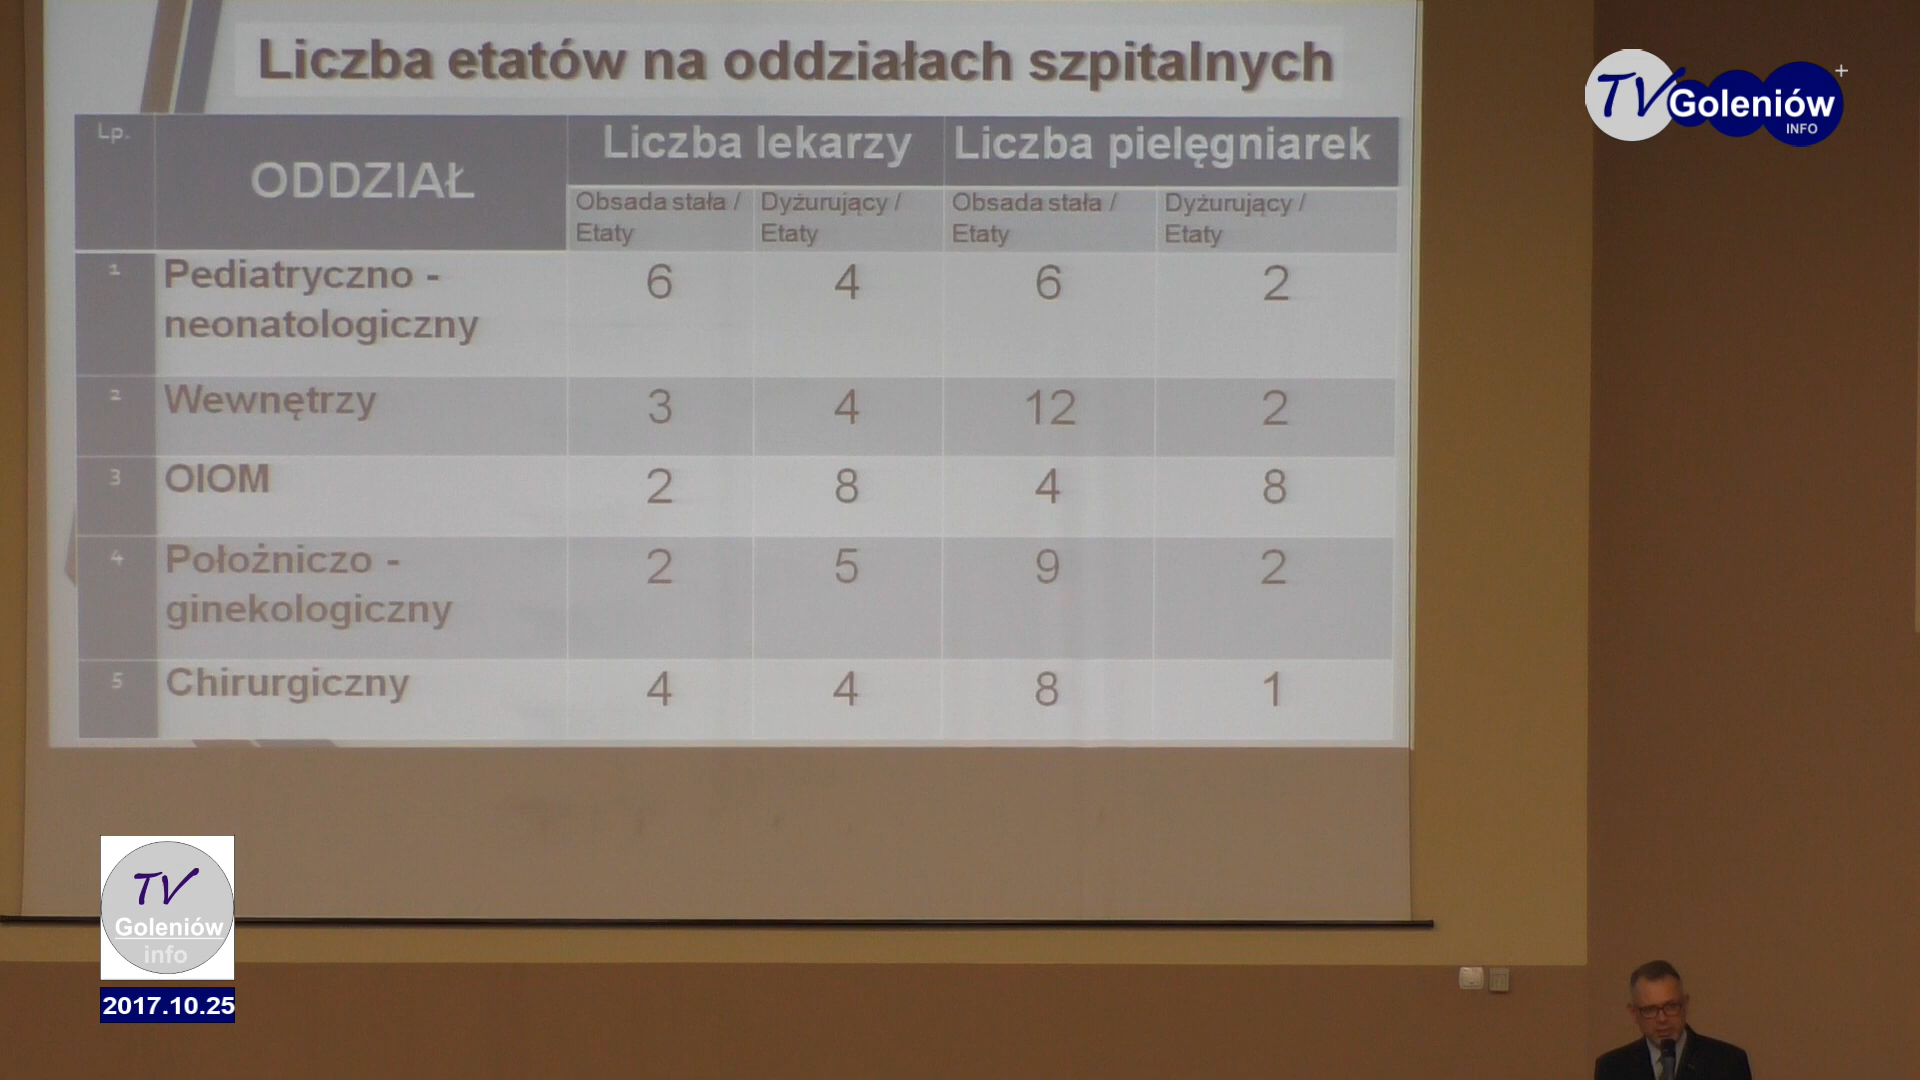 Liczba etatów na oddziałach szpitalnych
Lp.
ODDZIAŁ
Liczba lekarzy
Liczba pielęgniarek
Obsada stała /
Etaty
Dyżurujący /
Etaty
Obsada stała /
Etaty
Dyżurujący /
Etaty
1 Pediatryczno -
neonatologiczny
6 4 6 2
2 Wewnętrzy 3 4 12 2
3 OIOM 2 8 4 8
4 Położniczo -
ginekologiczny
2 5 9 2
5 Chirurgiczny 4 4 8 1
TV Goleniów +
INFO
TV
Goleniów
info
2017.10.25